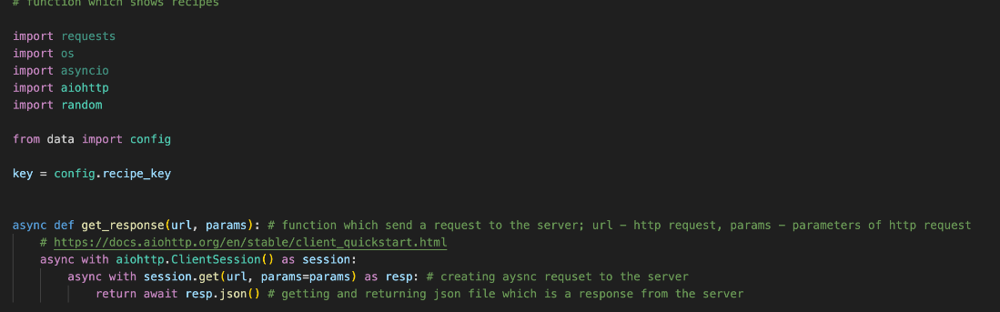 # function which shows recipes
import requests
import os
import asyncio
import aiohttp
import random
from data import config
key = config.recipe_key
async def get_response(url, params): # function which send a request to the server; url - http request, params - parameters of http request
# https://docs.aiohttp.org/en/stable/client_quickstart.html
async with aiohttp.ClientSession() as session:
async with session.get(url, params=params) as resp: # creating aysnc requset to the server
return await resp.json() # getting and returning json file which is a response from the server